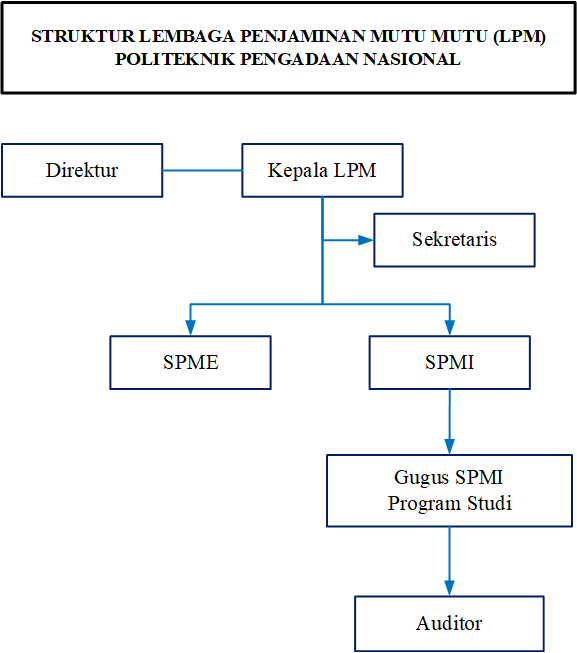 STRUKTUR LEMBAGA PENJAMINAN MUTU MUTU (LPM)
POLITEKNIK PENGADAAN NASIONAL
Direktur
Kepala LPM
Sekretaris
SPME
SPMI
Gugus SPMI
Program Studi
Auditor